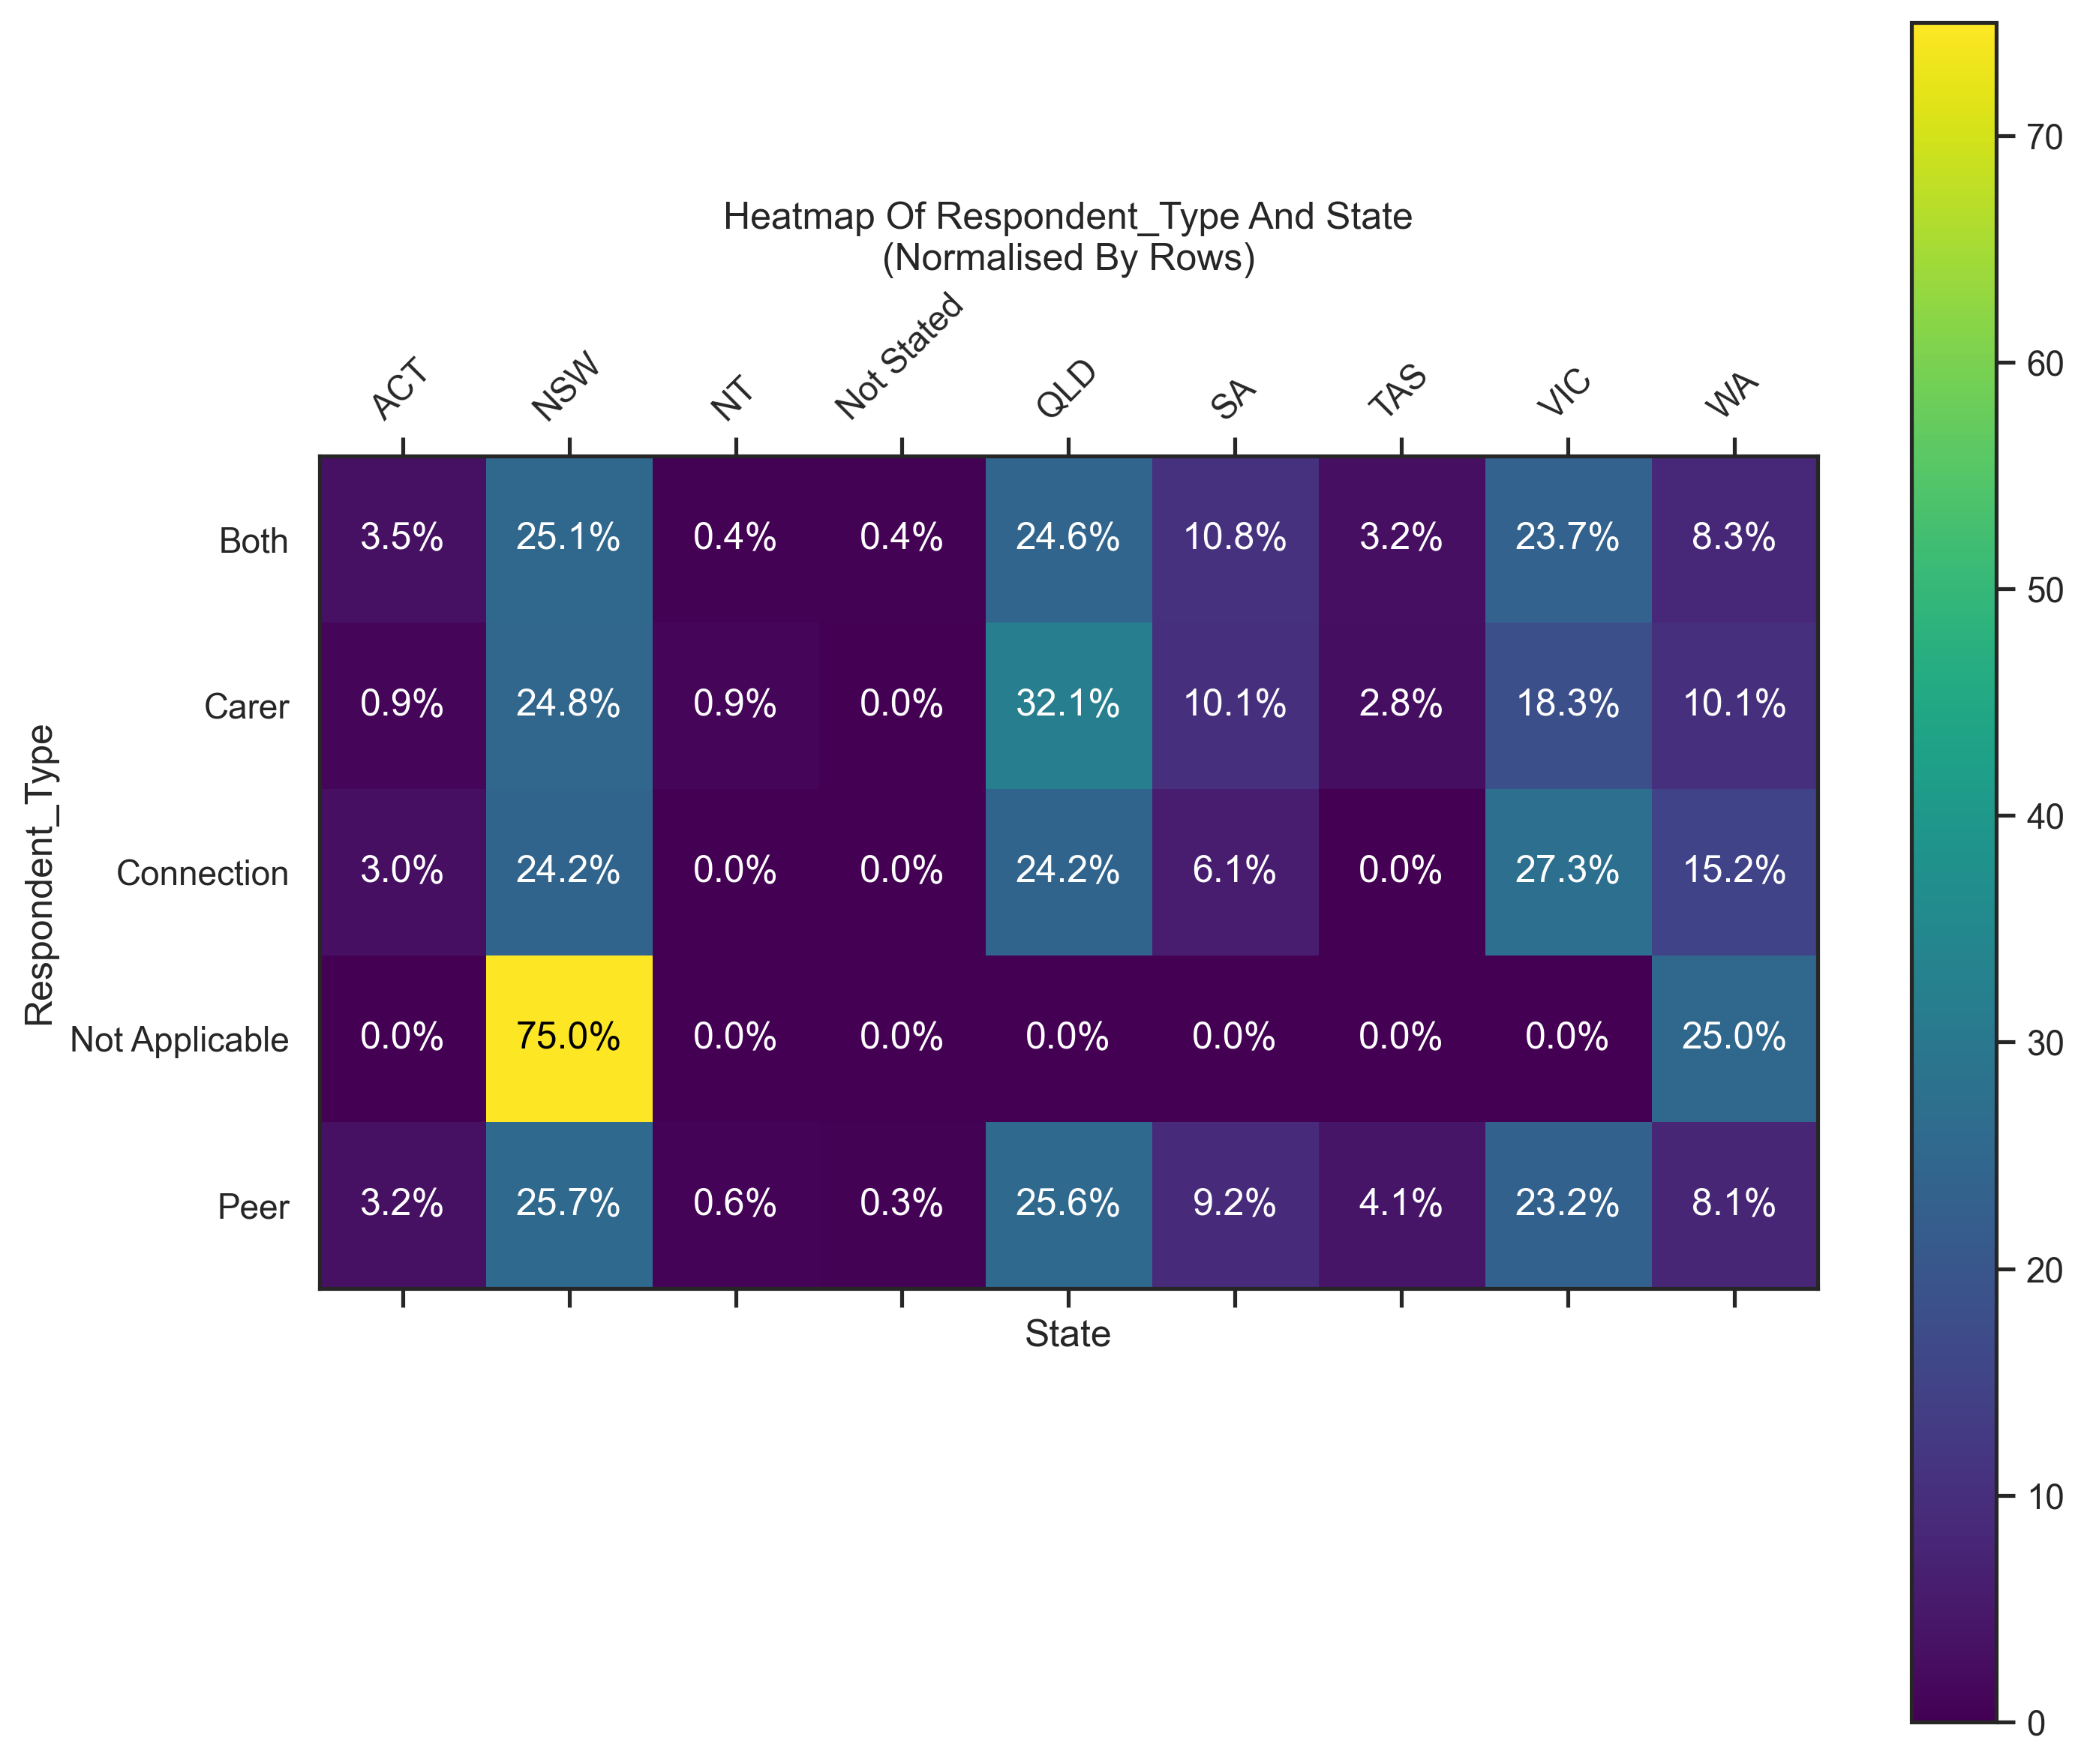 Heatmap Of Respondent_Type And State
(Normalised By Rows)
ACT NSW NT Not Stated QLD SA TAS VIC WA
Both 3.5% 25.1% 0.4% 0.4% 24.6% 10.8% 3.2% 23.7% 8.3%
Carer 0.9% 24.8% 0.9% 0.0% 32.1% 10.1% 2.8% 18.3% 10.1%
Connection 3.0% 24.2% 0.0% 0.0% 24.2% 6.1% 0.0% 27.3% 15.2%
Not Applicable 0.0% 75.0% 0.0% 0.0% 0.0% 0.0% 0.0% 0.0% 25.0%
Peer 3.2% 25.7% 0.6% 0.3% 25.6% 9.2% 4.1% 23.2% 8.1%
Respondent_Type
State
70
60
50
40
30
20
10
0